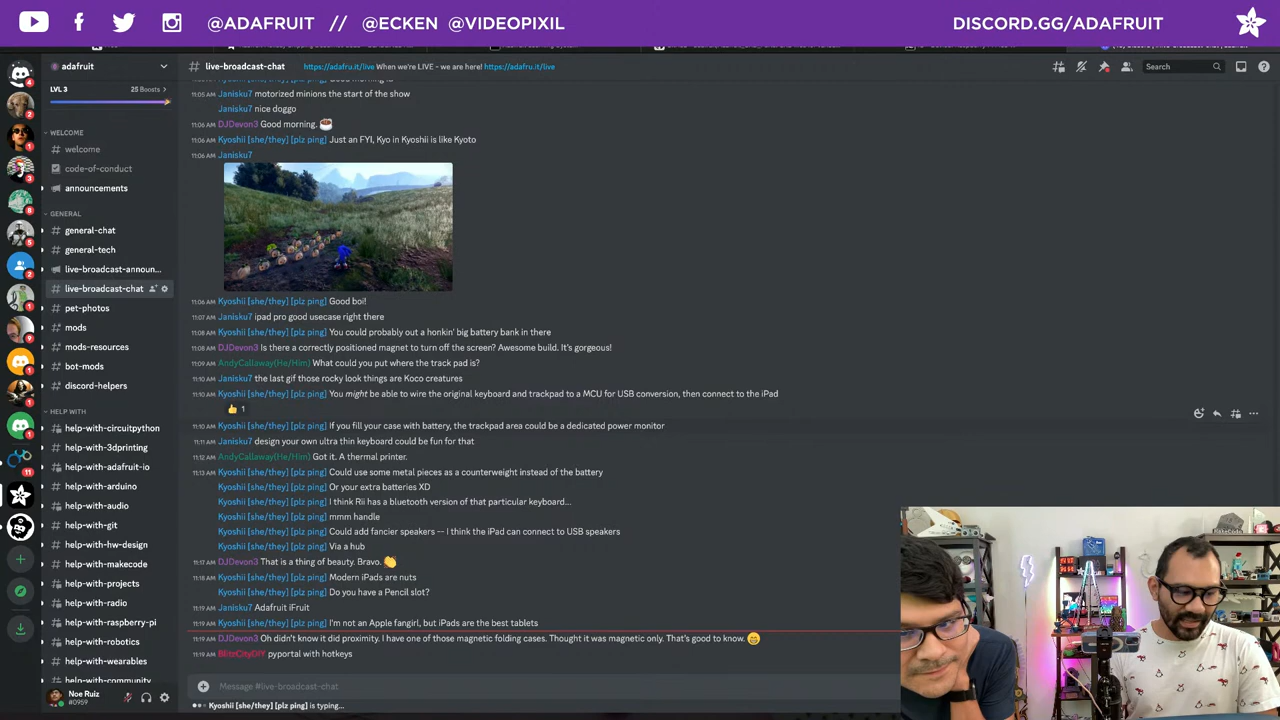 @ADAFRUIT // @ECKEN @VIDEOPIXIL
DISCORD.GG/ADAFRUIT
adafruit
live-broadcast-chat
https://adafru.it/live When we're LIVE - we are here! https://adafru.it/live
Search
LVL 3
25 Boosts
WELCOME
welcome
code-of-conduct
announcements
GENERAL
general-chat
general-tech
live-broadcast-announ...
live-broadcast-chat
pet-photos
mods
mods-resources
bot-mods
discord-helpers
HELP WITH
help-with-circuitpython
help-with-3dprinting
help-with-adafruit-io
help-with-arduino
help-with-audio
help-with-git
help-with-hw-design
help-with-makecode
help-with-projects
help-with-radio
help-with-raspberry-pi
help-with-robotics
help-with-wearables
help-with-community
Noe Ruiz
#0959
11:05 AM Janisku7 motorized minions the start of the show
Janisku7 nice doggo
11:06 AM DJDevon3 Good morning.
11:06 AM Kyoshii [she/they] [plz ping] Just an FYI, Kyo in Kyoshii is like Kyoto
11:06 AM Janisku7
11:06 AM Kyoshii [she/they] [plz ping] Good boi!
11:07 AM Janisku7 ipad pro good usecase right there
11:08 AM Kyoshii [she/they] [plz ping] You could probably out a honkin' big battery bank in there
11:08 AM DJDevon3 Is there a correctly positioned magnet to turn off the screen? Awesome build. It's gorgeous!
11:09 AM AndyCallaway(He/Him) What could you put where the track pad is?
11:10 AM Janisku7 the last gif those rocky look things are Koco creatures
11:10 AM Kyoshii [she/they] [plz ping] You might be able to wire the original keyboard and trackpad to a MCU for USB conversion, then connect to the iPad
1
11:10 AM Kyoshii [she/they] [plz ping] If you fill your case with battery, the trackpad area could be a dedicated power monitor
11:11 AM Janisku7 design your own ultra thin keyboard could be fun for that
11:12 AM AndyCallaway(He/Him) Got it. A thermal printer.
11:13 AM Kyoshii [she/they] [plz ping] Could use some metal pieces as a counterweight instead of the battery
Kyoshii [she/they] [plz ping] Or your extra batteries XD
Kyoshii [she/they] [plz ping] I think Rii has a bluetooth version of that particular keyboard...
Kyoshii [she/they] [plz ping] mmm handle
Kyoshii [she/they] [plz ping] Could add fancier speakers -- I think the iPad can connect to USB speakers
Kyoshii [she/they] [plz ping] Via a hub
11:17 AM DJDevon3 That is a thing of beauty. Bravo.
11:18 AM Kyoshii [she/they] [plz ping] Modern iPads are nuts
Kyoshii [she/they] [plz ping] Do you have a Pencil slot?
11:19 AM Janisku7 Adafruit iFruit
11:19 AM Kyoshii [she/they] [plz ping] I'm not an Apple fangirl, but iPads are the best tablets
11:19 AM DJDevon3 Oh didn't know it did proximity. I have one of those magnetic folding cases. Thought it was magnetic only. That's good to know.
11:19 AM BlitzCityDIY pyportal with hotkeys
Message #live-broadcast-chat
Kyoshii [she/they] [plz ping] is typing...